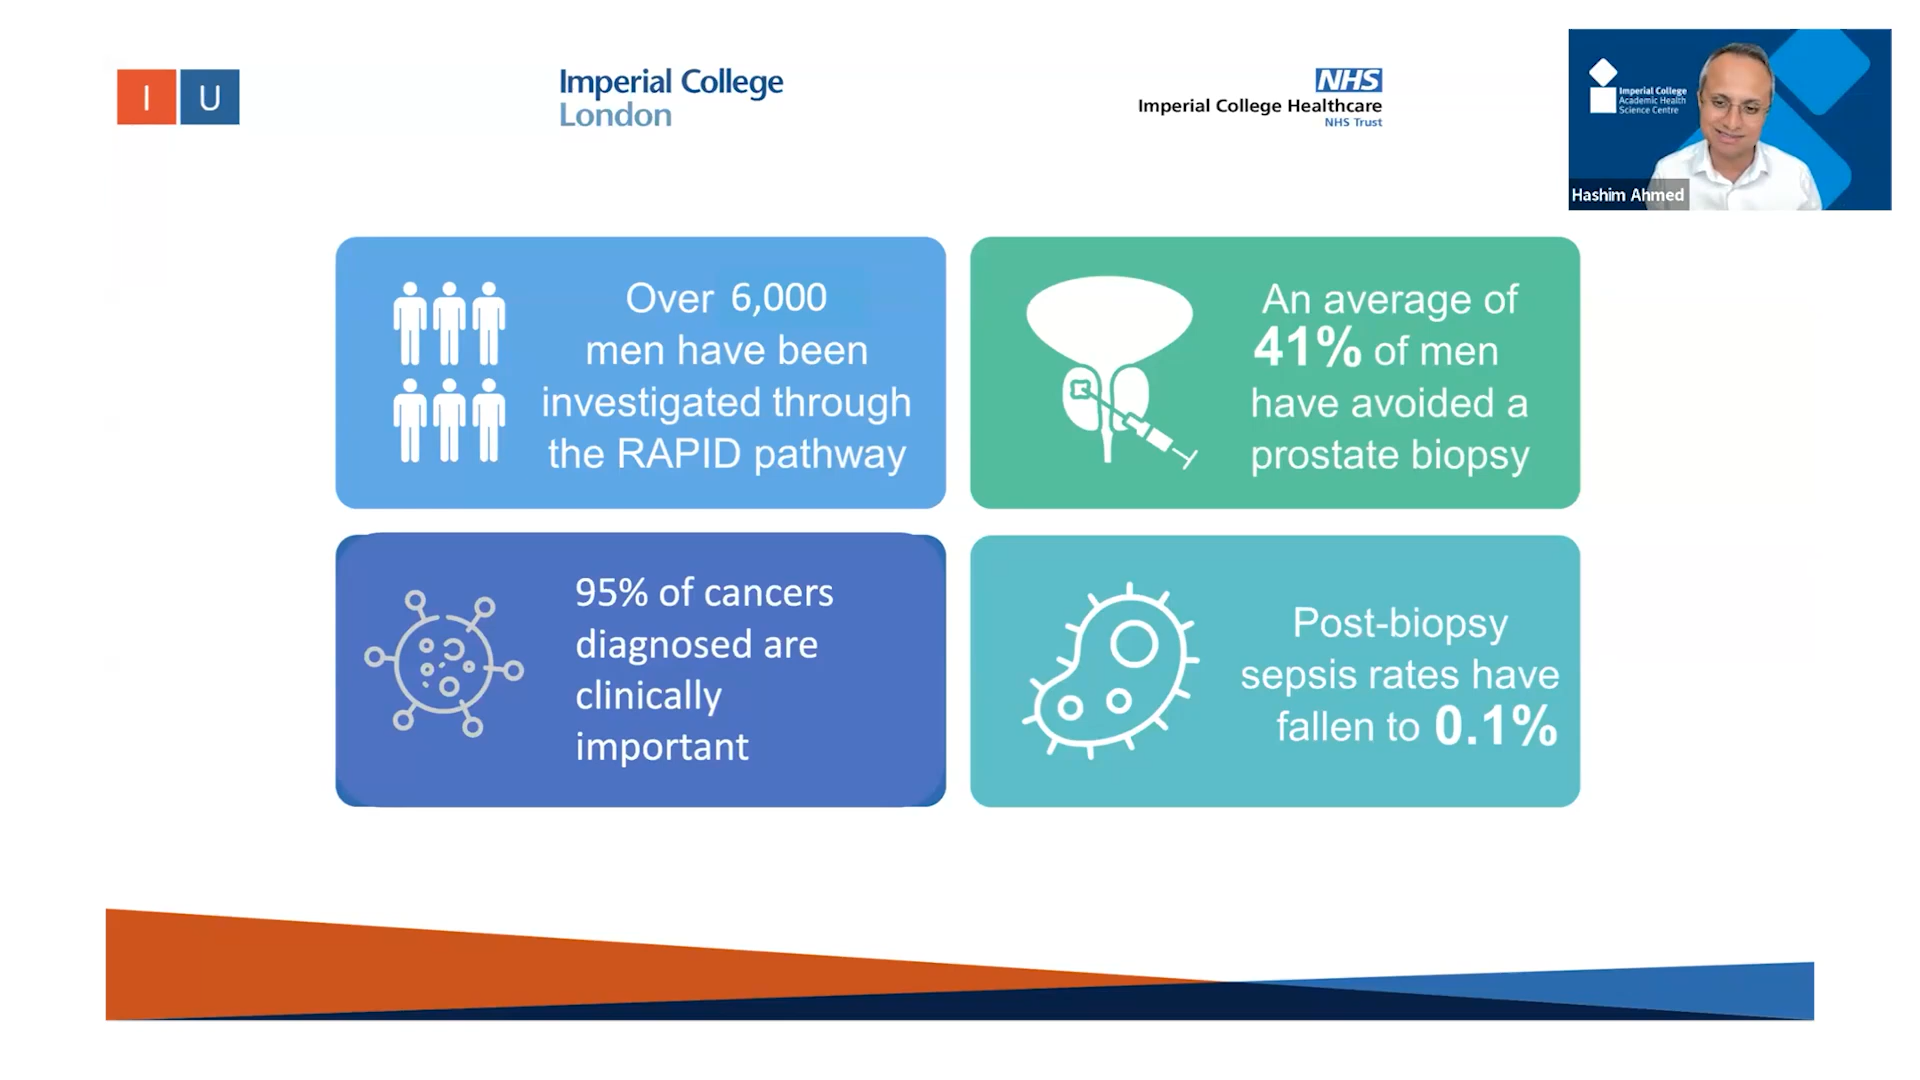 I U
Imperial College
London
NHS
Imperial College Healthcare
NHS Trust
Imperial College
Academic Health
Science Centre
Hashim Ahmed
Over 6,000
men have been
investigated through
the RAPID pathway
An average of
41% of men
have avoided a
prostate biopsy
95% of cancers
diagnosed are
clinically
important
Post-biopsy
sepsis rates have
fallen to 0.1%